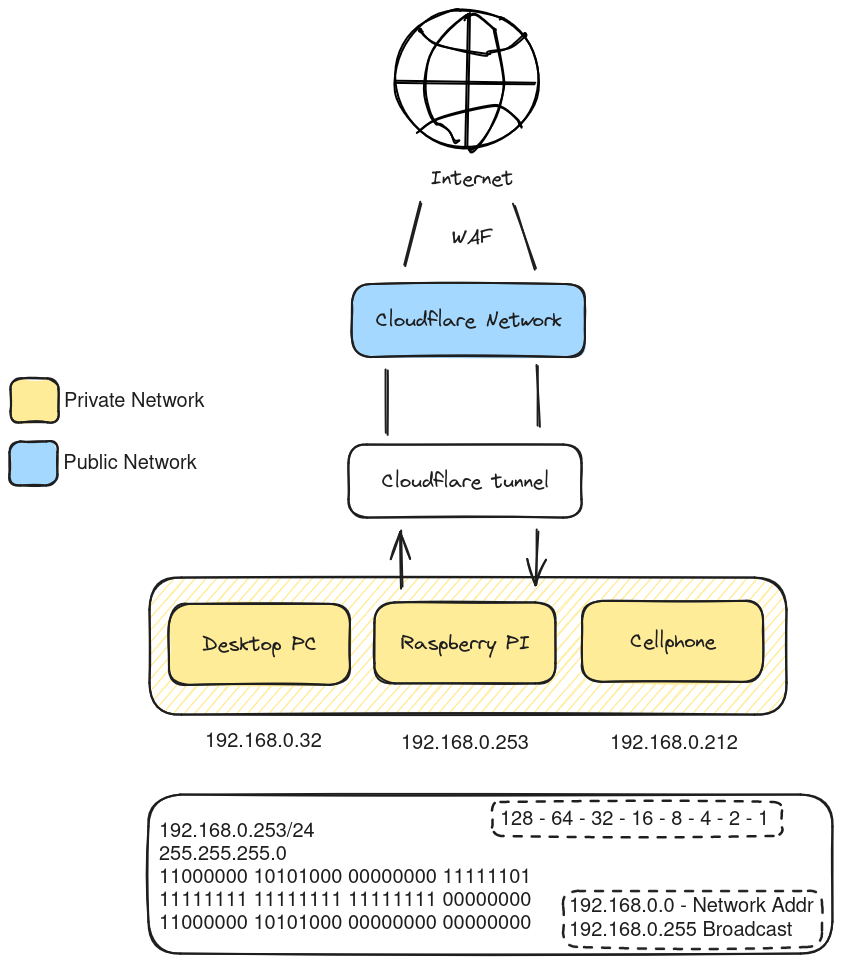 Internet
WAF
Cloudflare Network
Private Network
Public Network
Cloudflare tunnel
Desktop PC
Raspberry PI
Cellphone
192.168.0.32
192.168.0.253
192.168.0.212
128 - 64 - 32 - 16 - 8 - 4 - 2 - 1
192.168.0.253/24
255.255.255.0
11000000 10101000 00000000 11111101
11111111 11111111 11111111 00000000
11000000 10101000 00000000 00000000
192.168.0.0 - Network Addr
192.168.0.255 Broadcast